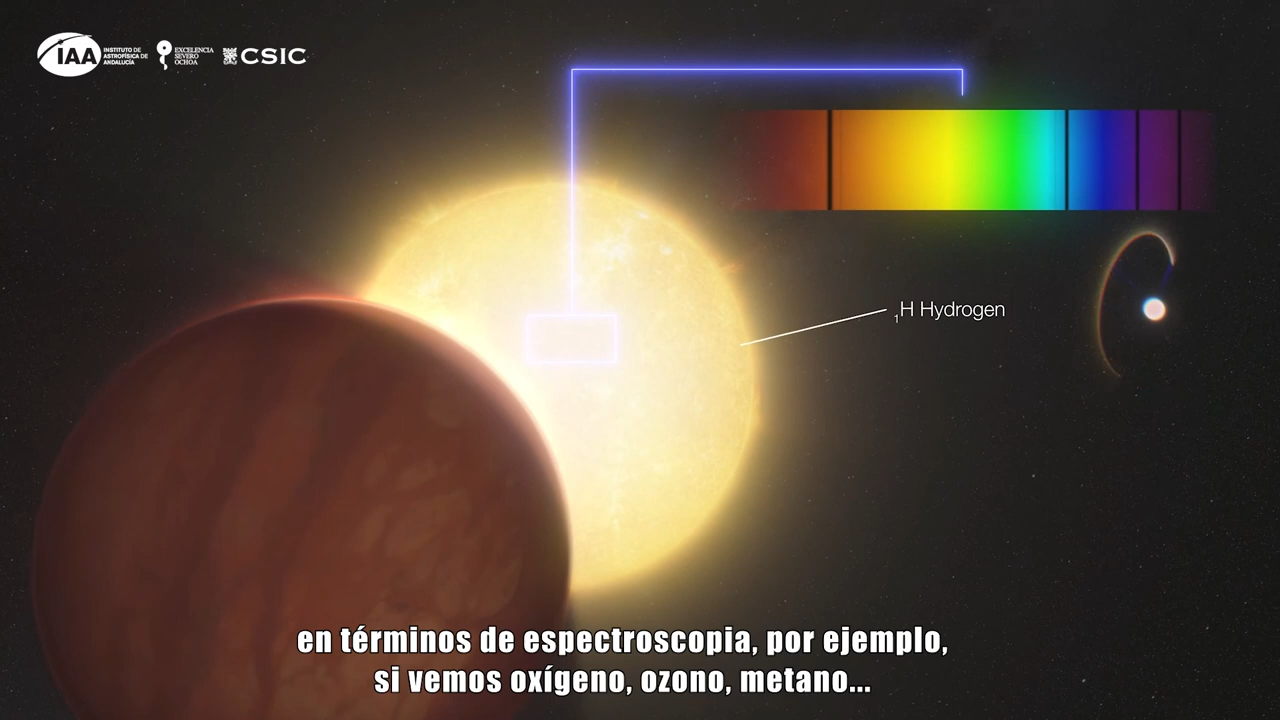 IAA
INSTITUTO DE
ASTROFÍSICA DE
ANDALUCÍA
EXCELENCIA
SEVERO
OCHOA
CSIC
₁H Hydrogen
en términos de espectroscopia, por ejemplo,
si vemos oxígeno, ozono, metano...